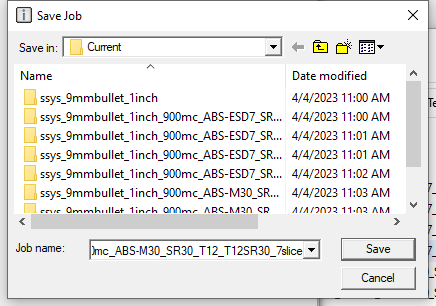 Save Job
Save in: Current
Name Date modified
ssys_9mmbullet_1inch 4/4/2023 11:00 AM
ssys_9mmbullet_1inch_900mc_ABS-ESD7_SR... 4/4/2023 11:00 AM
ssys_9mmbullet_1inch_900mc_ABS-ESD7_SR... 4/4/2023 11:01 AM
ssys_9mmbullet_1inch_900mc_ABS-ESD7_SR... 4/4/2023 11:01 AM
ssys_9mmbullet_1inch_900mc_ABS-ESD7_SR... 4/4/2023 11:02 AM
ssys_9mmbullet_1inch_900mc_ABS-M30_SR... 4/4/2023 11:03 AM
ssys_9mmbullet_1inch_900mc_ABS-M30_SR... 4/4/2023 11:03 AM
Job name: mc_ABS-M30_SR30_T12_T12SR30_7slice
Save
Cancel